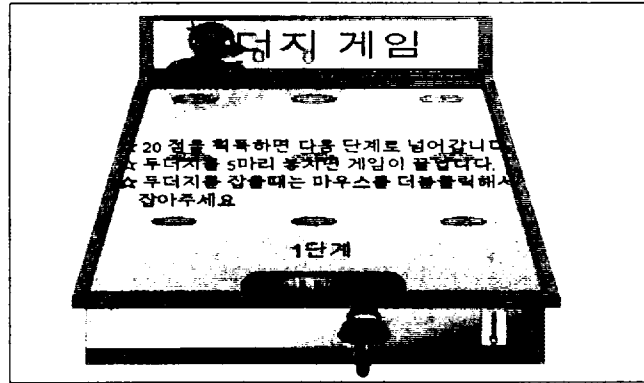 더지 게임
☆ 20 점을 획득하면 다음 단계로 넘어갑니다.
☆ 두더지를 5마리 놓치면 게임이 끝납니다.
☆ 두더지를 잡을때는 마우스를 더블클릭해서
잡아주세요
1단계